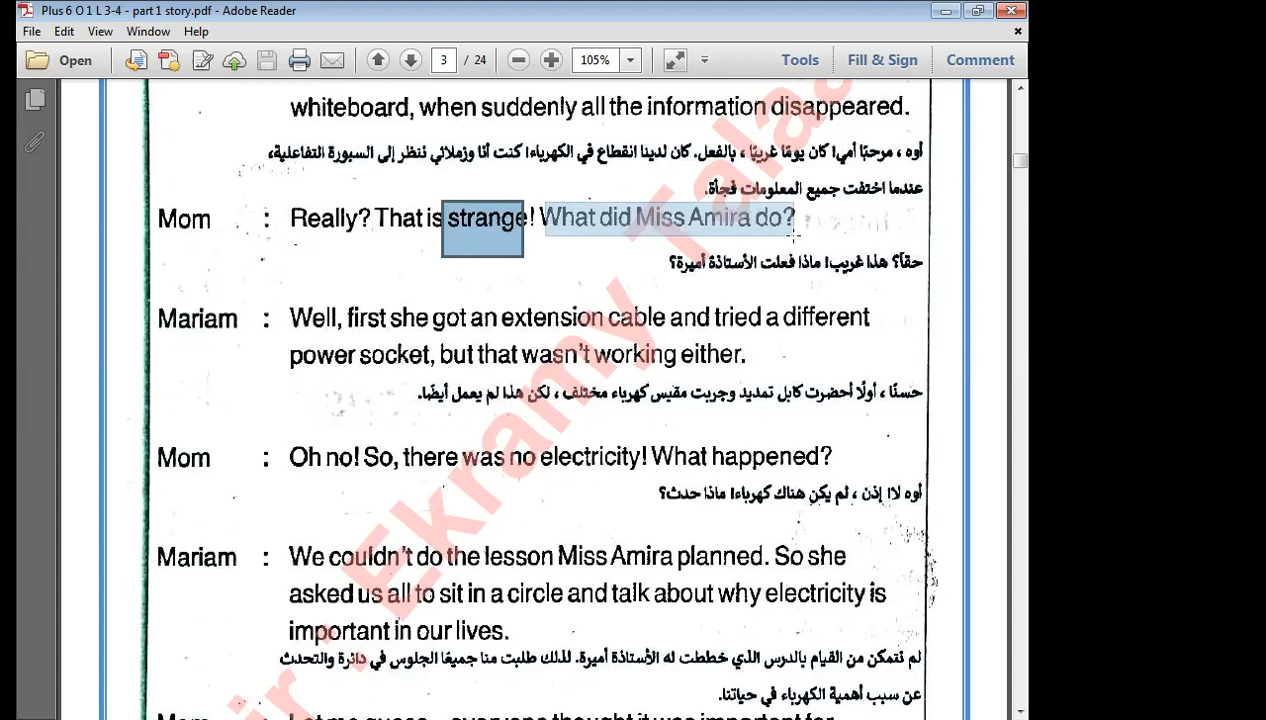 Plus 6 O 1 L 3-4 - part 1 story.pdf - Adobe Reader
File Edit View Window Help
Open 3 / 24 105% Tools Fill & Sign Comment
whiteboard, when suddenly all the information disappeared.
أوه ، مرحبًا أمي! كان يومًا غريبًا ، بالفعل. كان لدينا انقطاع في الكهرباء! كنت أنا وزملائي ننظر إلى السبورة التفاعلية،
عندما اختفت جميع المعلومات فجأة.
Mom : Really? That is strange! What did Miss Amira do?
حقاً؟ هذا غريب! ماذا فعلت الأستاذة أميرة؟
Mariam : Well, first she got an extension cable and tried a different
power socket, but that wasn't working either.
حسنًا ، أولًا أحضرت كابل تمديد وجربت مقبس كهرباء مختلف ، لكن هذا لم يعمل أيضًا.
Mom : Oh no! So, there was no electricity! What happened?
أوه لا! إذن ، لم يكن هناك كهرباء! ماذا حدث؟
Mariam : We couldn't do the lesson Miss Amira planned. So she
asked us all to sit in a circle and talk about why electricity is
important in our lives.
لم نتمكن من القيام بالدرس الذي خططت له الأستاذة أميرة. لذلك طلبت منا جميعًا الجلوس في دائرة والتحدث
عن سبب أهمية الكهرباء في حياتنا.
Mr : Ekramy Talaa